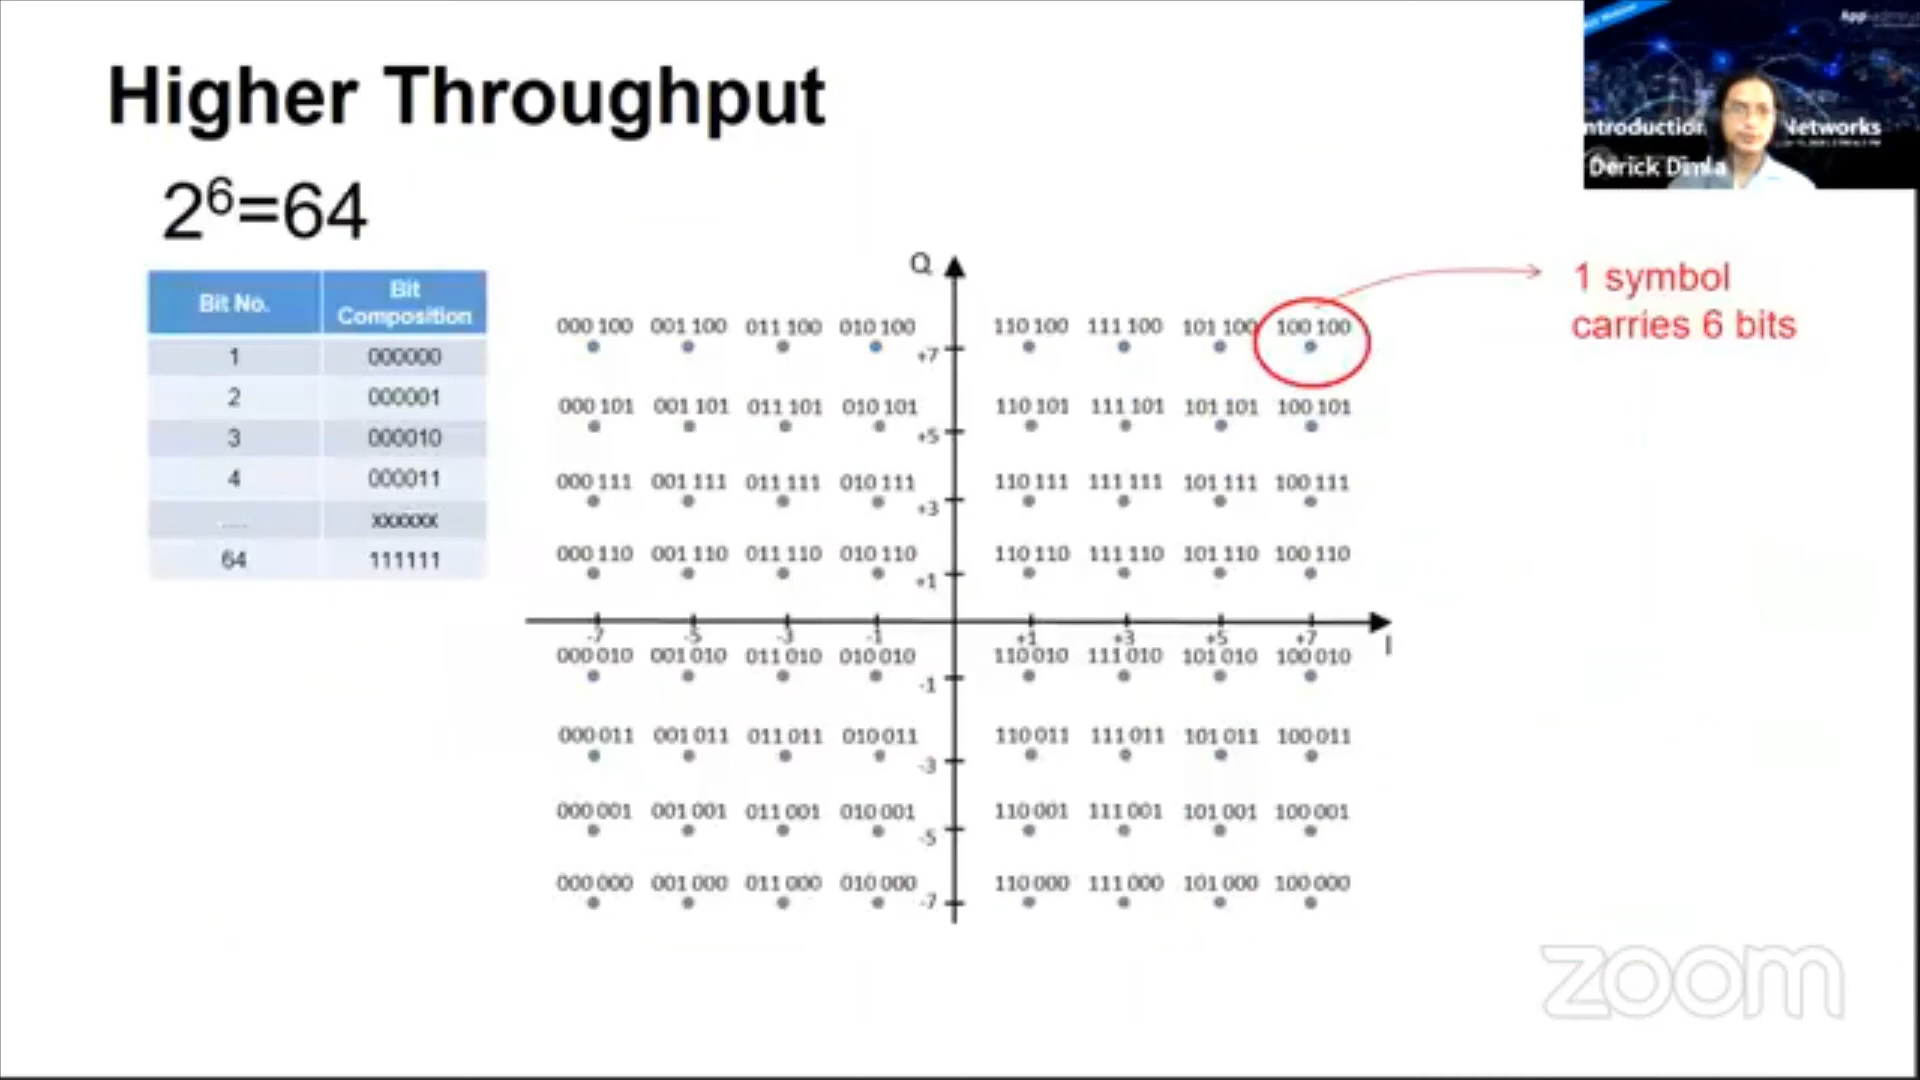 Higher Throughput
2⁶=64
Bit No. Bit Composition
1 000000
2 000001
3 000010
4 000011
..... xxxxxx
64 111111
Q
1 symbol
carries 6 bits
000 100 001 100 011 100 010 100 110 100 111 100 101 100 100 100
+7
000 101 001 101 011 101 010 101 110 101 111 101 101 101 100 101
+5
000 111 001 111 011 111 010 111 110 111 111 111 101 111 100 111
+3
000 110 001 110 011 110 010 110 110 110 111 110 101 110 100 110
+1
-7 -5 -3 -1 +1 +3 +5 +7
I
000 010 001 010 011 010 010 010 110 010 111 010 101 010 100 010
-1
000 011 001 011 011 011 010 011 110 011 111 011 101 011 100 011
-3
000 001 001 001 011 001 010 001 110 001 111 001 101 001 100 001
-5
000 000 001 000 011 000 010 000 110 000 111 000 101 000 100 000
-7
Webinar
App
ntroduction Networks
Derick Dimla
zoom